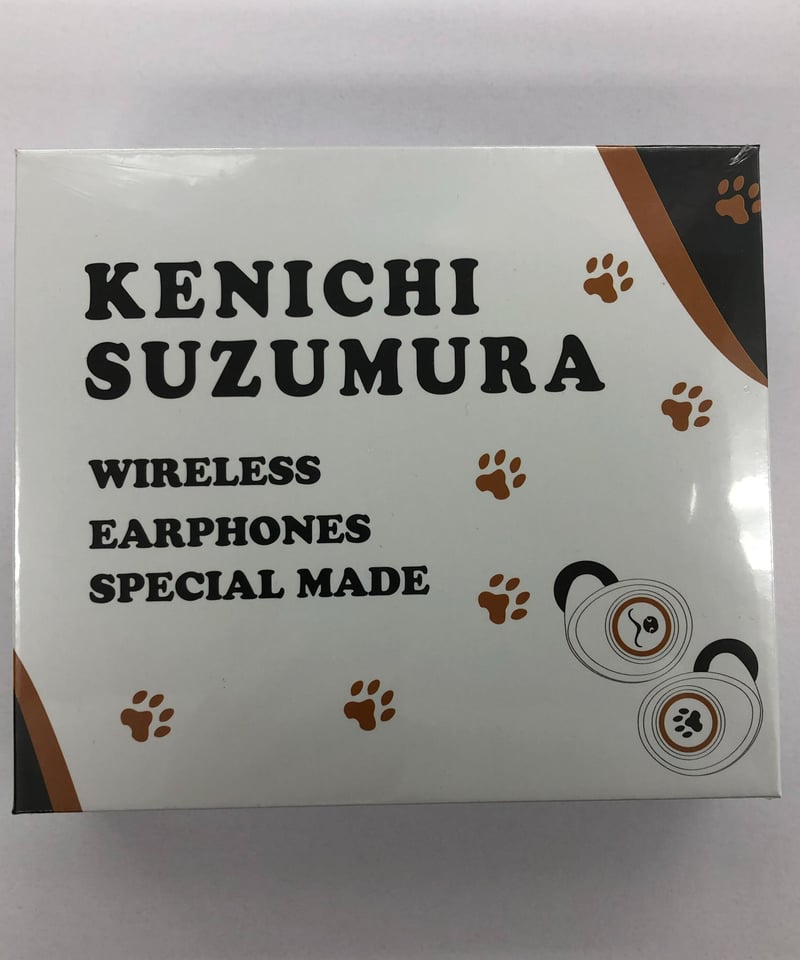 KENICHI
SUZUMURA
WIRELESS
EARPHONES
SPECIAL MADE